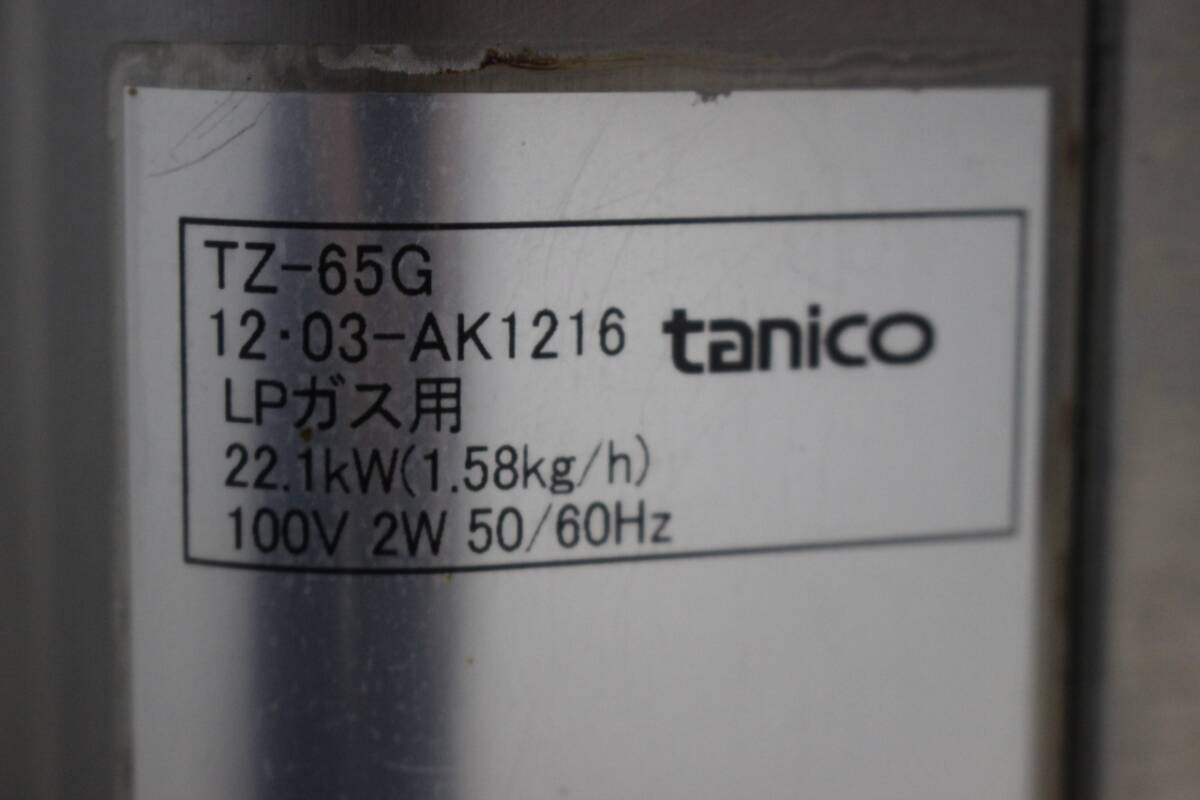 TZ-65G
12・03-AK1216
tanico
LPガス用
22.1kW(1.58kg/h)
100V 2W 50/60Hz